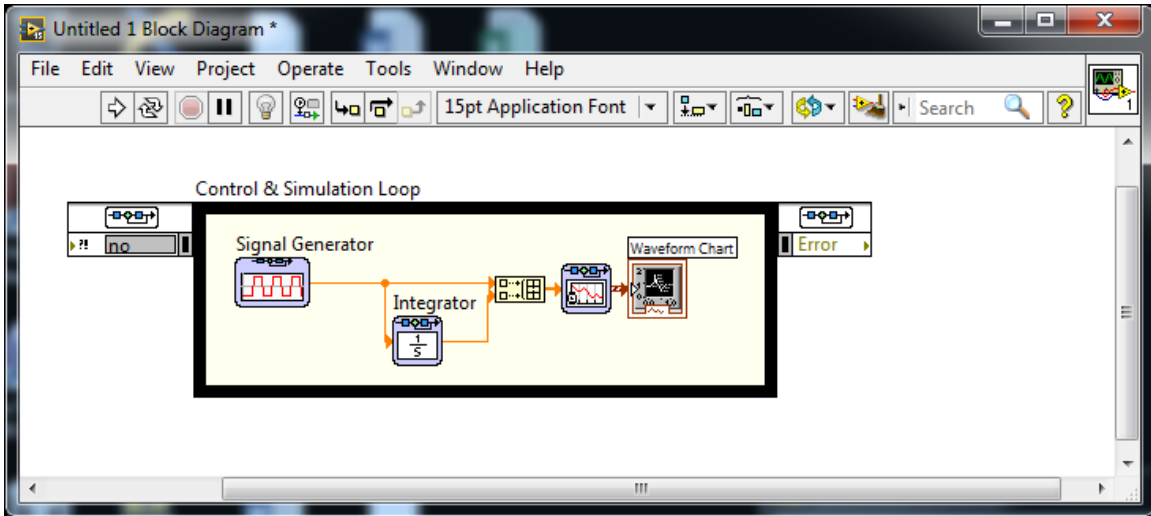 Untitled 1 Block Diagram *
File Edit View Project Operate Tools Window Help
15pt Application Font
Search
?
1
Control & Simulation Loop
?! no
Error
Signal Generator
Waveform Chart
Integrator
1
S